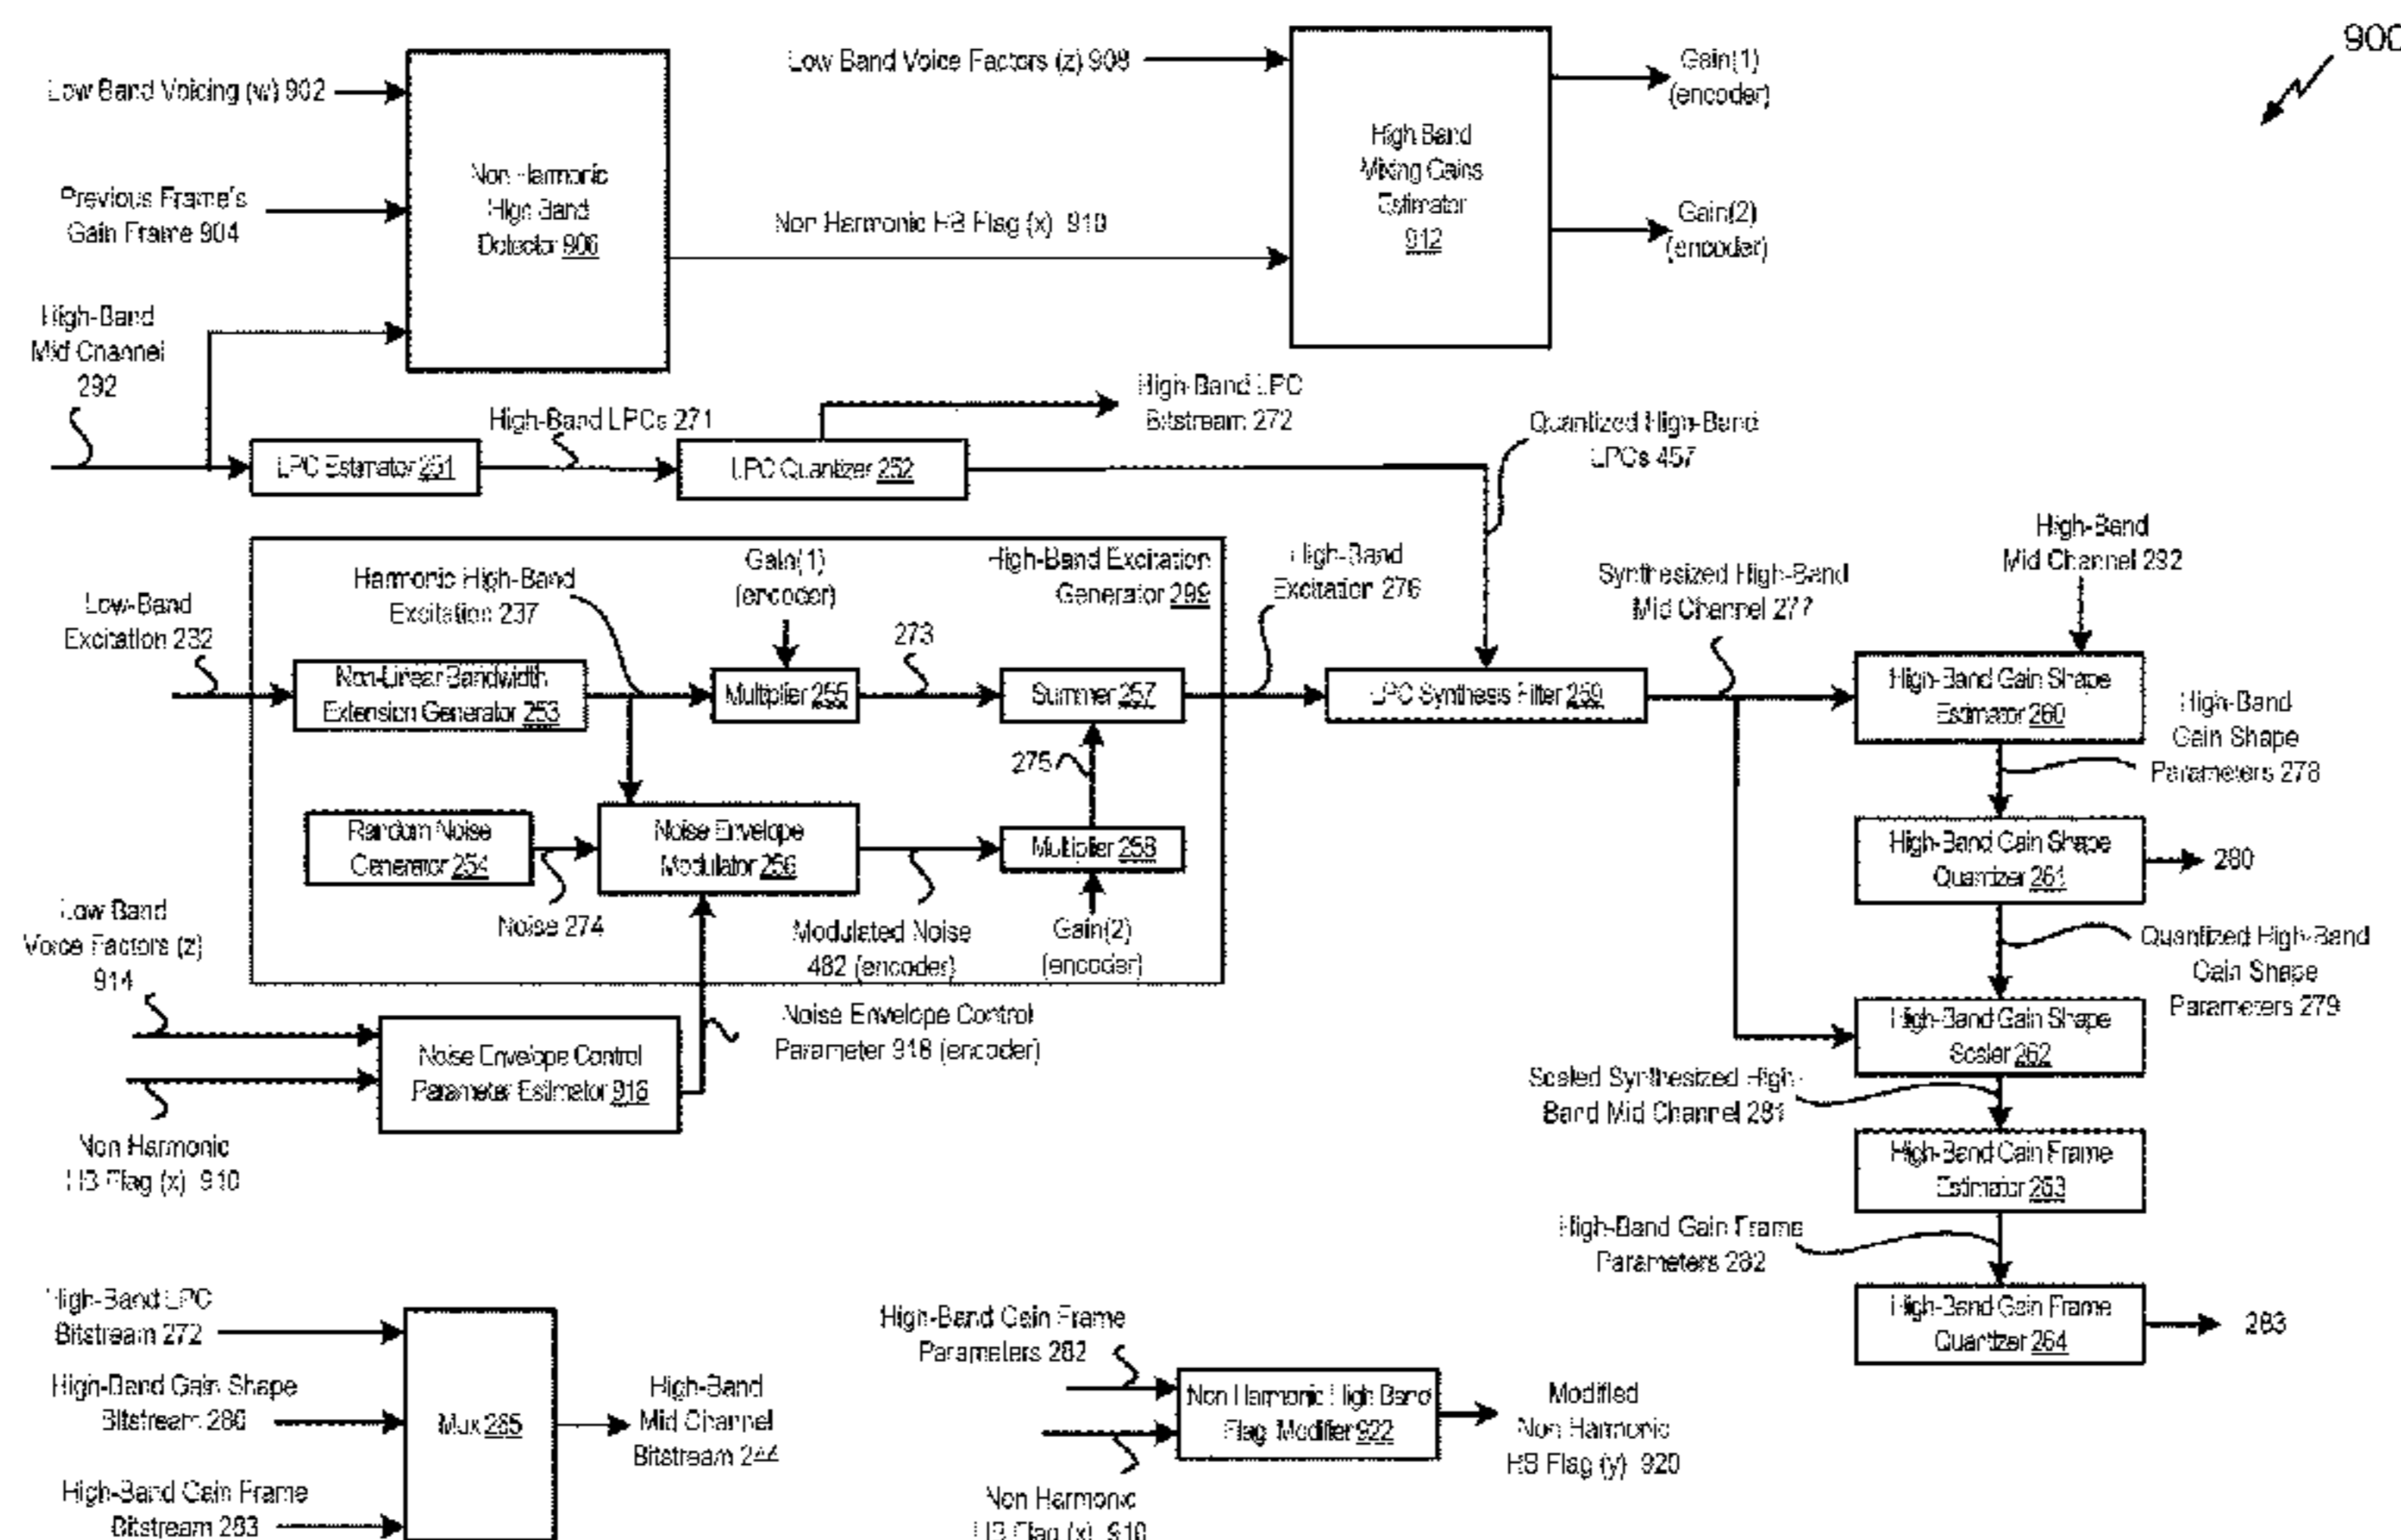 900
Low Band Voicing (w) 902
Previous Frame's
Gain Frame 904
High-Band
Mid Channel
292
Non Harmonic
High Band
Detector 906
Low Band Voice Factors (z) 908
Non Harmonic HB Flag (x) 910
High Band
Mixing Gains
Estimator
912
Gain(1)
(encoder)
Gain(2)
(encoder)
LPC Estimator 251
High-Band LPCs 271
LPC Quantizer 252
High-Band LPC
Bitstream 272
Quantized High-Band
LPCs 457
Low-Band
Excitation 232
High-Band Excitation
Generator 299
Harmonic High-Band
Excitation 237
Gain(1)
(encoder)
Non-Linear Bandwidth
Extension Generator 253
Multiplier 255
273
Summer 257
275
Random Noise
Generator 254
Noise 274
Noise Envelope
Modulator 256
Modulated Noise
482 (encoder)
Multiplier 258
Gain(2)
(encoder)
High-Band
Excitation 276
LPC Synthesis Filter 259
Synthesized High-Band
Mid Channel 277
High-Band
Mid Channel 292
High-Band Gain Shape
Estimator 260
High-Band
Gain Shape
Parameters 278
High-Band Gain Shape
Quantizer 261
280
Quantized High-Band
Gain Shape
Parameters 279
High-Band Gain Shape
Scaler 262
Scaled Synthesized High-
Band Mid Channel 281
High-Band Gain Frame
Estimator 263
High-Band Gain Frame
Parameters 282
High-Band Gain Frame
Quantizer 264
283
Low Band
Voice Factors (z)
914
Non Harmonic
HB Flag (x) 910
Noise Envelope Control
Parameter Estimator 916
Noise Envelope Control
Parameter 918 (encoder)
High-Band LPC
Bitstream 272
High-Band Gain Shape
Bitstream 280
High-Band Gain Frame
Bitstream 283
Mux 265
High-Band
Mid Channel
Bitstream 244
High-Band Gain Frame
Parameters 282
Non Harmonic
HB Flag (x) 910
Non Harmonic High Band
Flag Modifier 922
Modified
Non Harmonic
HB Flag (y) 920